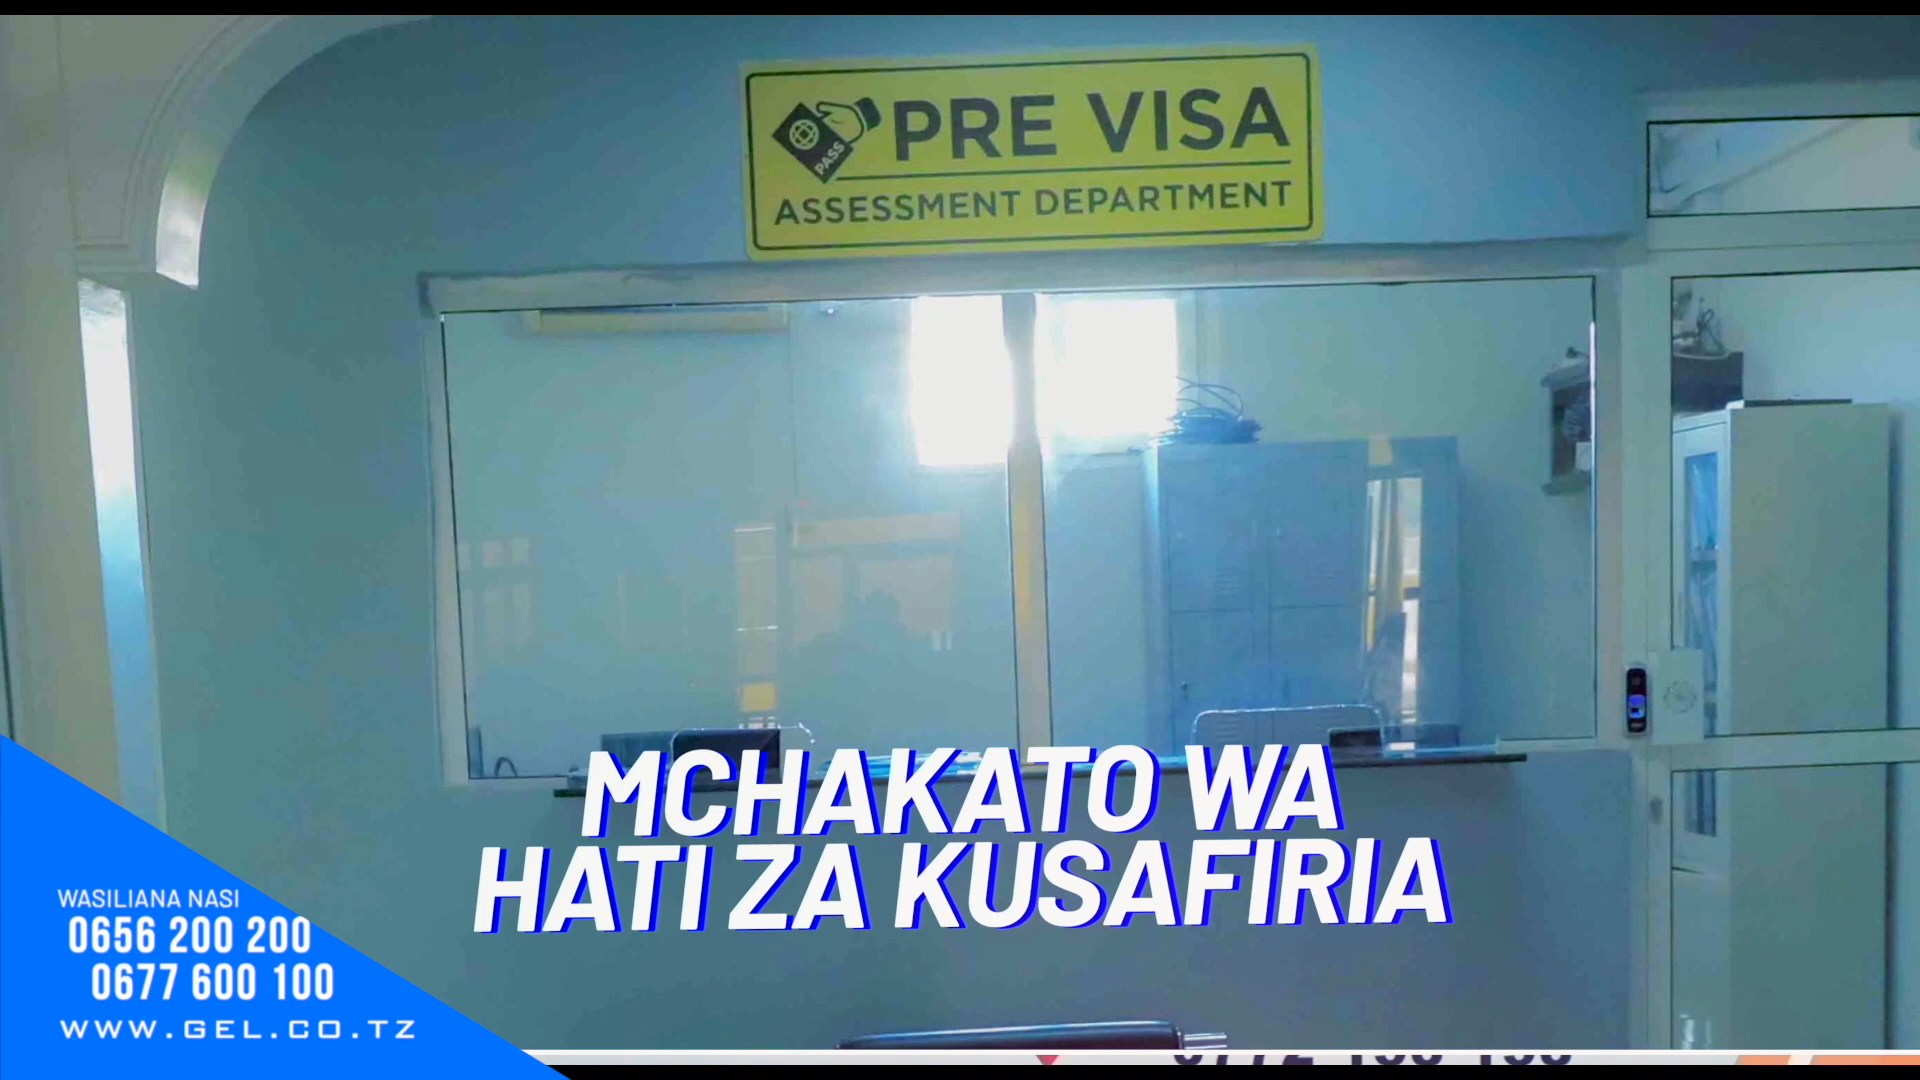 PASS
PRE VISA
ASSESSMENT DEPARTMENT
MCHAKATO WA
HATI ZA KUSAFIRIA
WASILIANA NASI
0656 200 200
0677 600 100
WWW.GEL.CO.TZ